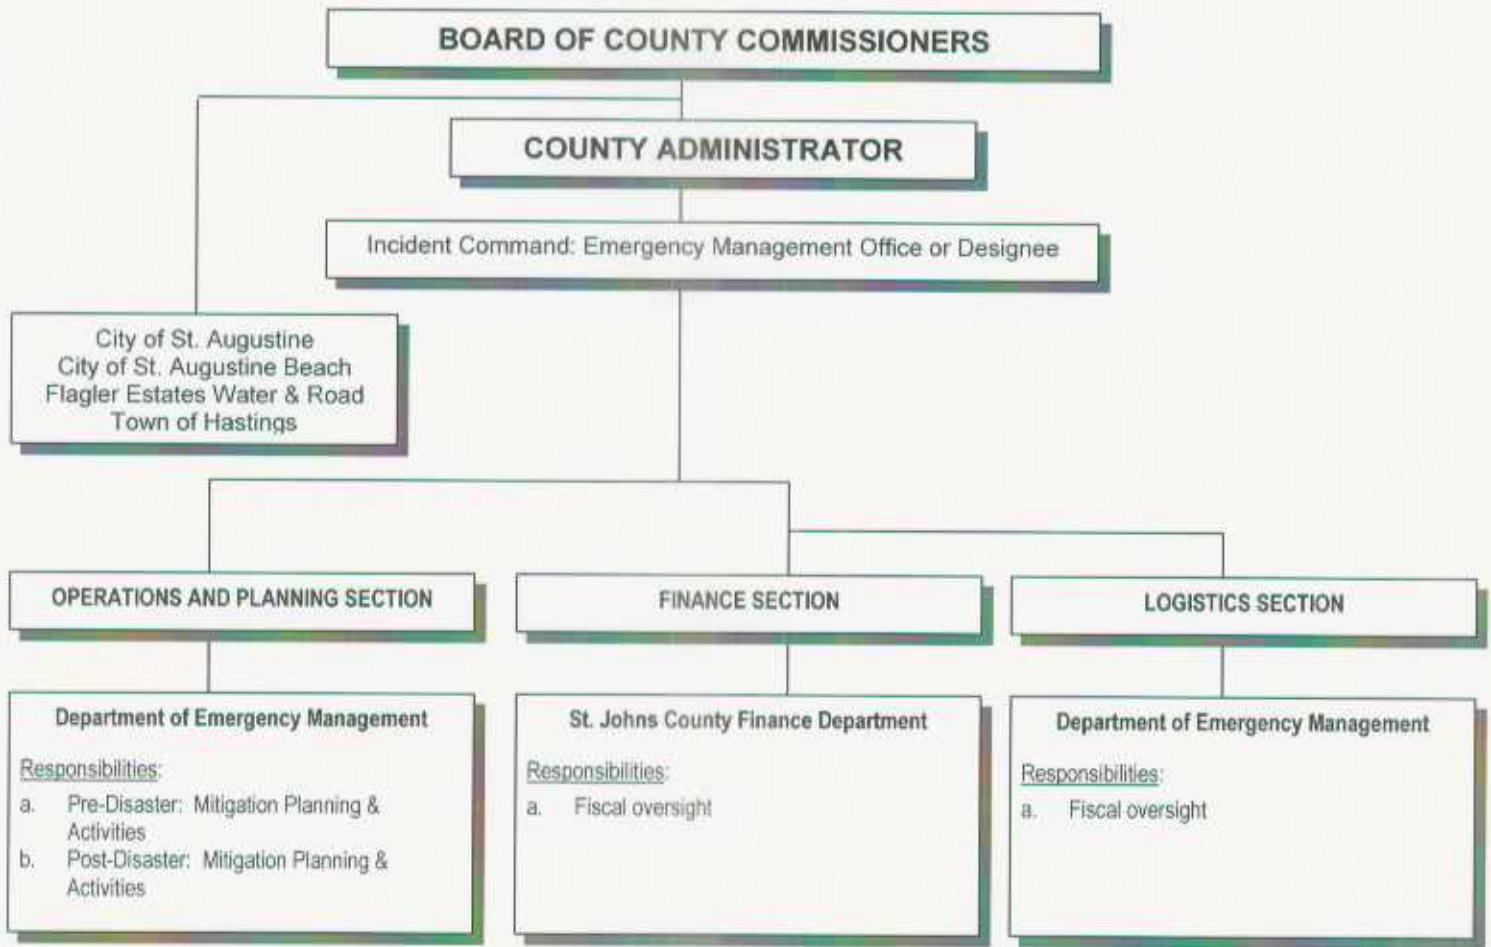 BOARD OF COUNTY COMMISSIONERS
COUNTY ADMINISTRATOR
Incident Command: Emergency Management Office or Designee
City of St. Augustine
City of St. Augustine Beach
Flagler Estates Water & Road
Town of Hastings
OPERATIONS AND PLANNING SECTION
Department of Emergency Management
Responsibilities:
a. Pre-Disaster: Mitigation Planning &
Activities
b. Post-Disaster: Mitigation Planning &
Activities
FINANCE SECTION
St. Johns County Finance Department
Responsibilities:
a. Fiscal oversight
LOGISTICS SECTION
Department of Emergency Management
Responsibilities:
a. Fiscal oversight